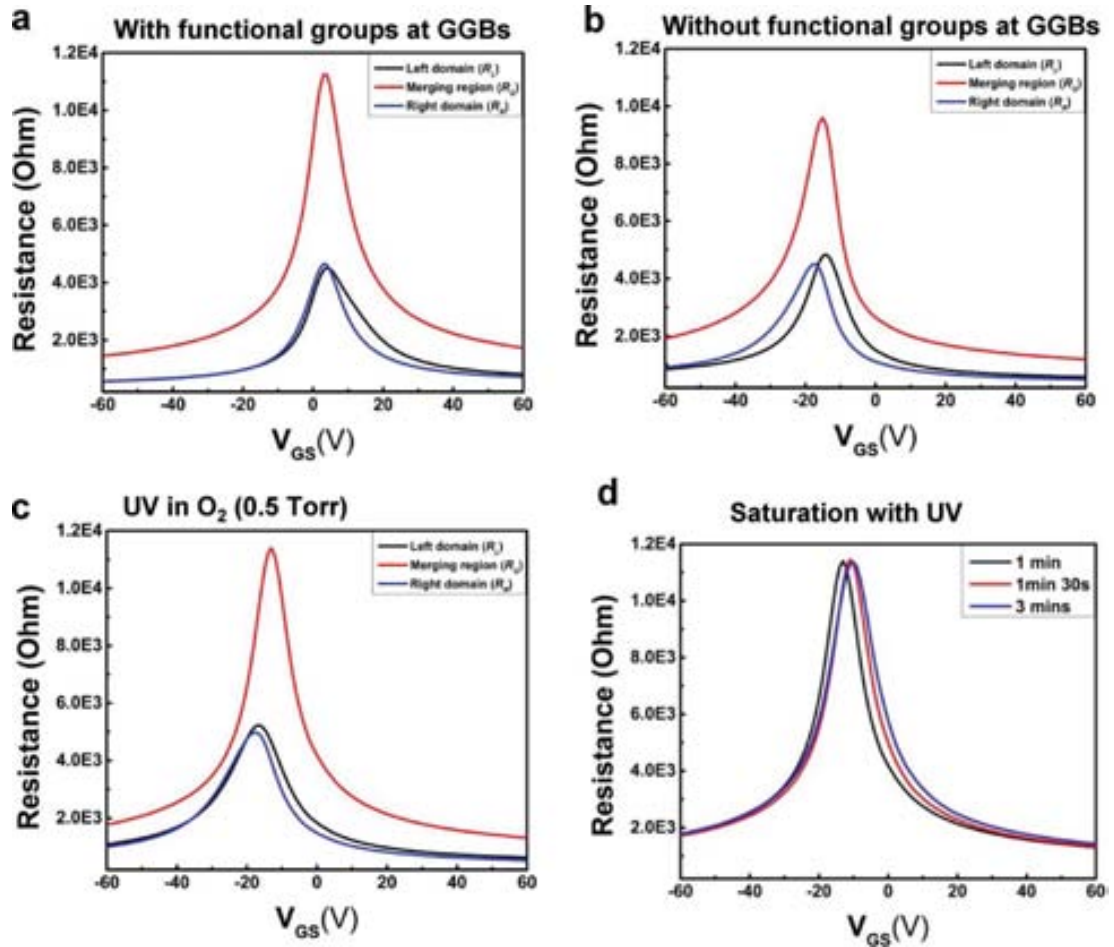 a
With functional groups at GGBs
1.2E4
1.0E4
8.0E3
6.0E3
4.0E3
2.0E3
Resistance (Ohm)
Left domain
Merging region
Right domain
-60 -40 -20 0 20 40 60
V_GS(V)
b
Without functional groups at GGBs
1.2E4
1.0E4
8.0E3
6.0E3
4.0E3
2.0E3
Resistance (Ohm)
Left domain
Merging region
Right domain
-60 -40 -20 0 20 40 60
V_GS(V)
c
UV in O₂ (0.5 Torr)
1.2E4
1.0E4
8.0E3
6.0E3
4.0E3
2.0E3
Resistance (Ohm)
Left domain
Merging region
Right domain
-60 -40 -20 0 20 40 60
V_GS(V)
d
Saturation with UV
1.2E4
1.0E4
8.0E3
6.0E3
4.0E3
2.0E3
Resistance (Ohm)
1 min
1min 30s
3 mins
-60 -40 -20 0 20 40 60
V_GS(V)